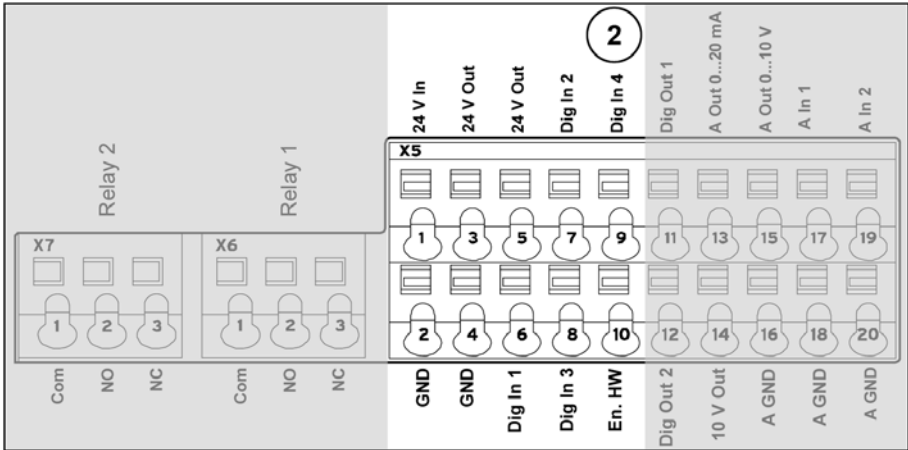 2
24 V In
24 V Out
24 V Out
Dig In 2
Dig In 4
Dig Out 1
A Out 0...20 mA
A Out 0...10 V
A In 1
A In 2
Relay 2
Relay 1
X5
1 3 5 7 9 11 13 15 17 19
X7 X6
1 2 3 1 2 3
2 4 6 8 10 12 14 16 18 20
Com
NO
NC
Com
NO
NC
GND
GND
Dig In 1
Dig In 3
En. HW
Dig Out 2
10 V Out
A GND
A GND
A GND